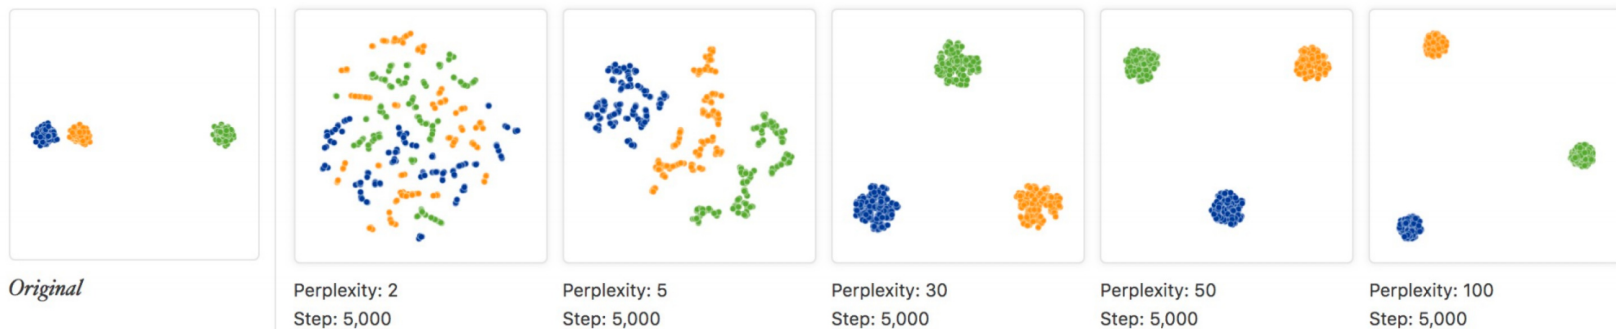 Original
Perplexity: 2
Step: 5,000
Perplexity: 5
Step: 5,000
Perplexity: 30
Step: 5,000
Perplexity: 50
Step: 5,000
Perplexity: 100
Step: 5,000